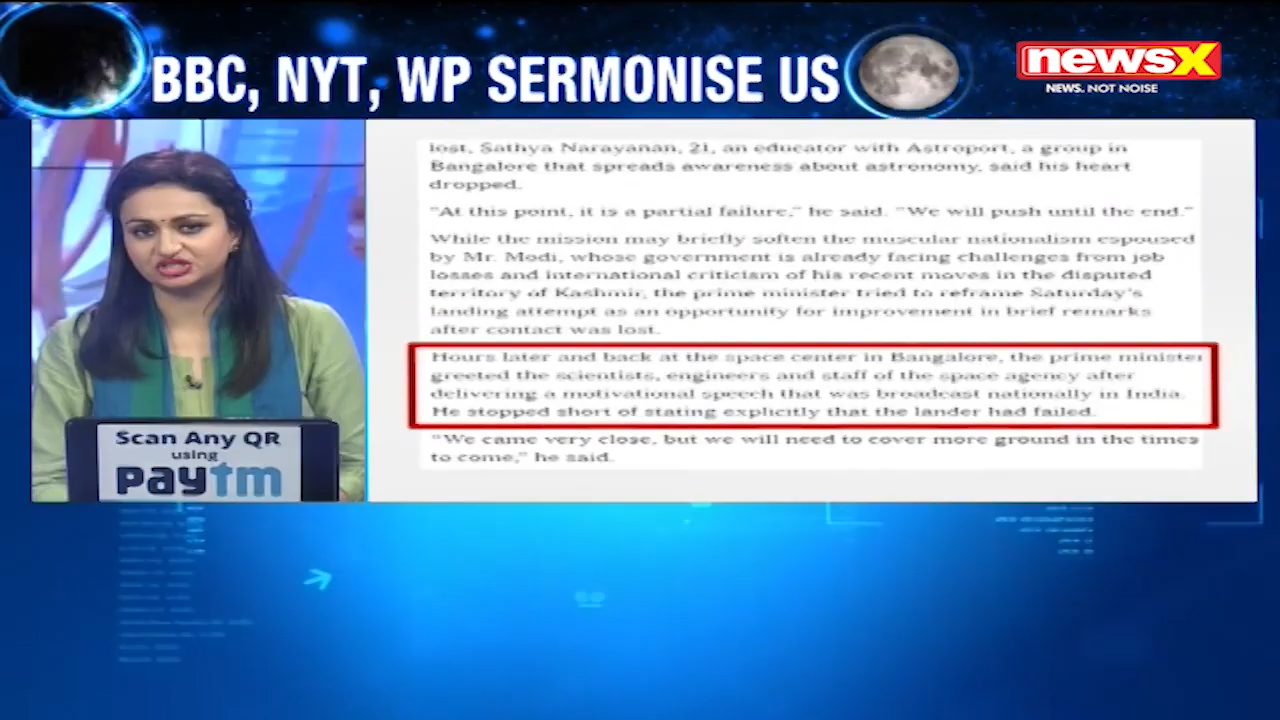 BBC, NYT, WP SERMONISE US
newsX
NEWS. NOT NOISE
lost, Sathya Narayanan, 21, an educator with Astroport, a group in
Bangalore that spreads awareness about astronomy, said his heart
dropped.
"At this point, it is a partial failure," he said. "We will push until the end."
While the mission may briefly soften the muscular nationalism espoused
by Mr. Modi, whose government is already facing challenges from job
losses and international criticism of his recent moves in the disputed
territory of Kashmir, the prime minister tried to reframe Saturday's
landing attempt as an opportunity for improvement in brief remarks
after contact was lost.
Hours later and back at the space center in Bangalore, the prime minister
greeted the scientists, engineers and staff of the space agency after
delivering a motivational speech that was broadcast nationally in India.
He stopped short of stating explicitly that the lander had failed.
"We came very close, but we will need to cover more ground in the times
to come," he said.
Scan Any QR
using
paytm